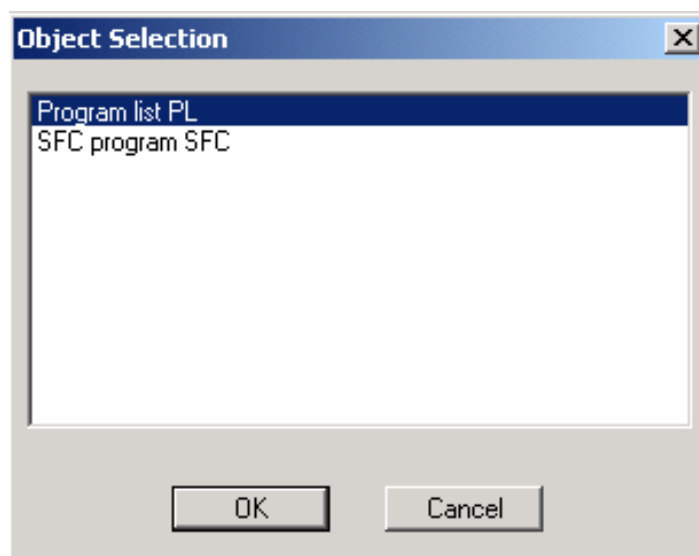 Object Selection
Program list PL
SFC program SFC
OK
Cancel